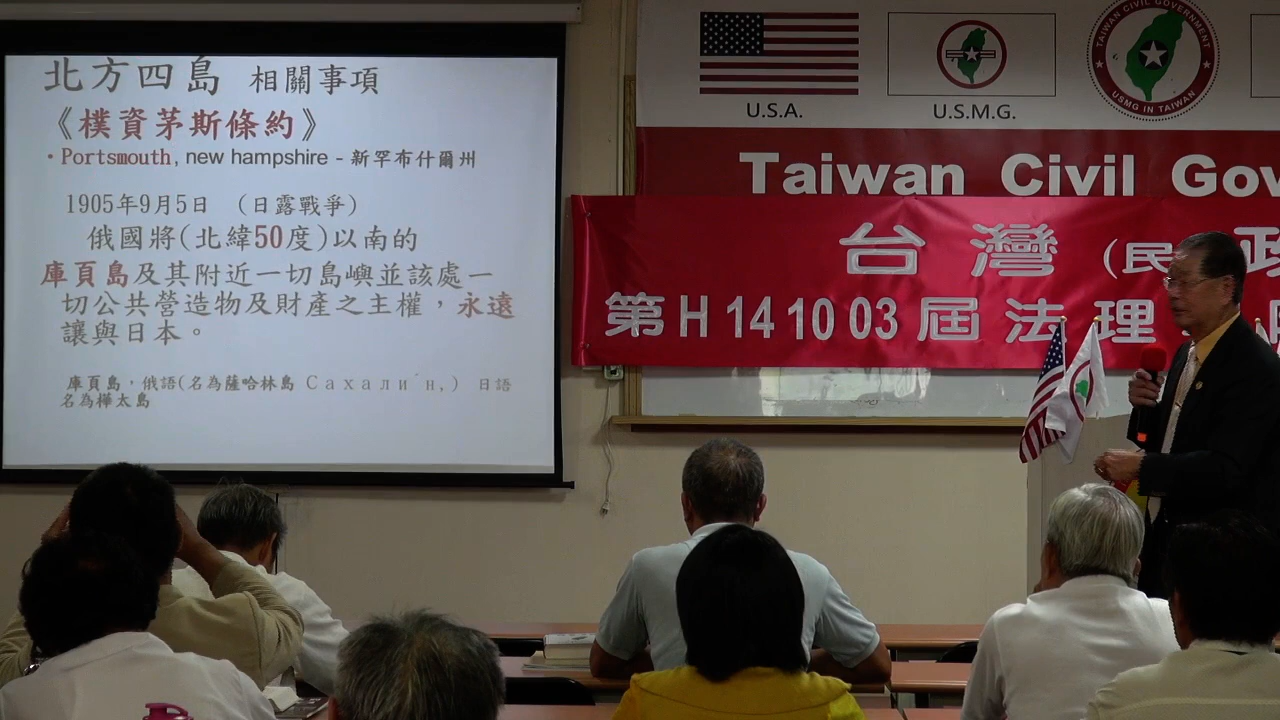 北方四島 相關事項
《樸資茅斯條約》
・Portsmouth, new hampshire - 新罕布什爾州
1905年9月5日 （日露戰爭）
俄國將(北緯50度)以南的
庫頁島及其附近一切島嶼並該處一
切公共營造物及財產之主權，永遠
讓與日本。
庫頁島，俄語(名為薩哈林島 Сахали́н,） 日語
名為樺太島
U.S.A.
U.S.M.G.
TAIWAN CIVIL GOVERNMENT
USMG IN TAIWAN
Taiwan Civil Gov
台灣(民政
第H141003屆法理